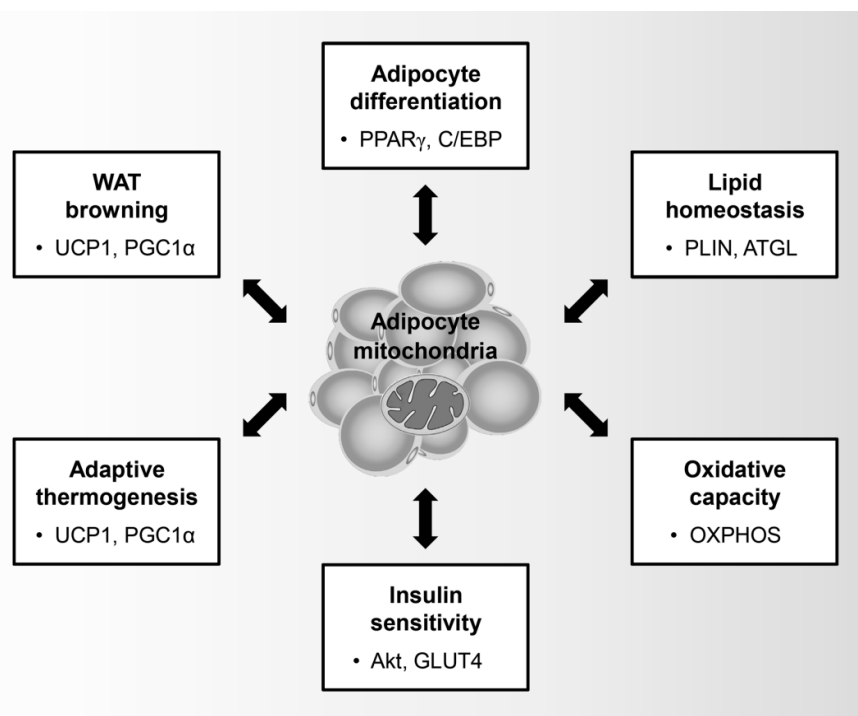 Adipocyte
differentiation
• PPARγ, C/EBP
WAT
browning
• UCP1, PGC1α
Lipid
homeostasis
• PLIN, ATGL
Adipocyte
mitochondria
Adaptive
thermogenesis
• UCP1, PGC1α
Oxidative
capacity
• OXPHOS
Insulin
sensitivity
• Akt, GLUT4